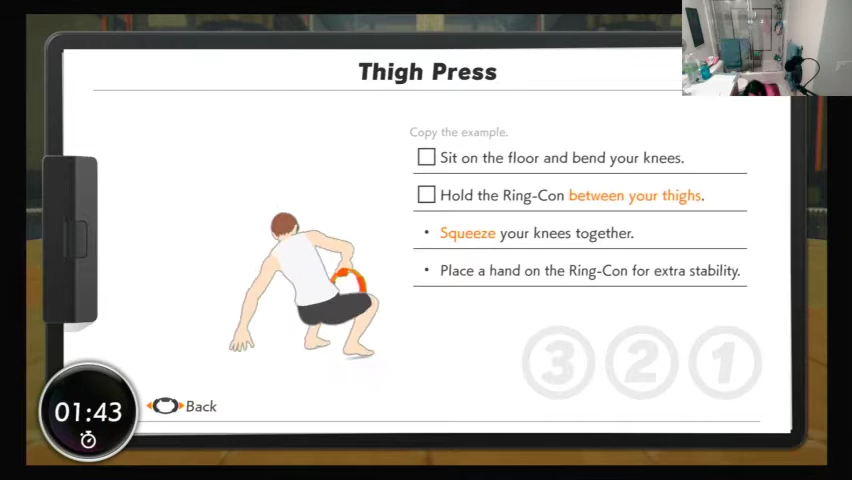 Thigh Press
Copy the example.
Sit on the floor and bend your knees.
Hold the Ring-Con between your thighs.
• Squeeze your knees together.
• Place a hand on the Ring-Con for extra stability.
3 2 1
01:43
Back